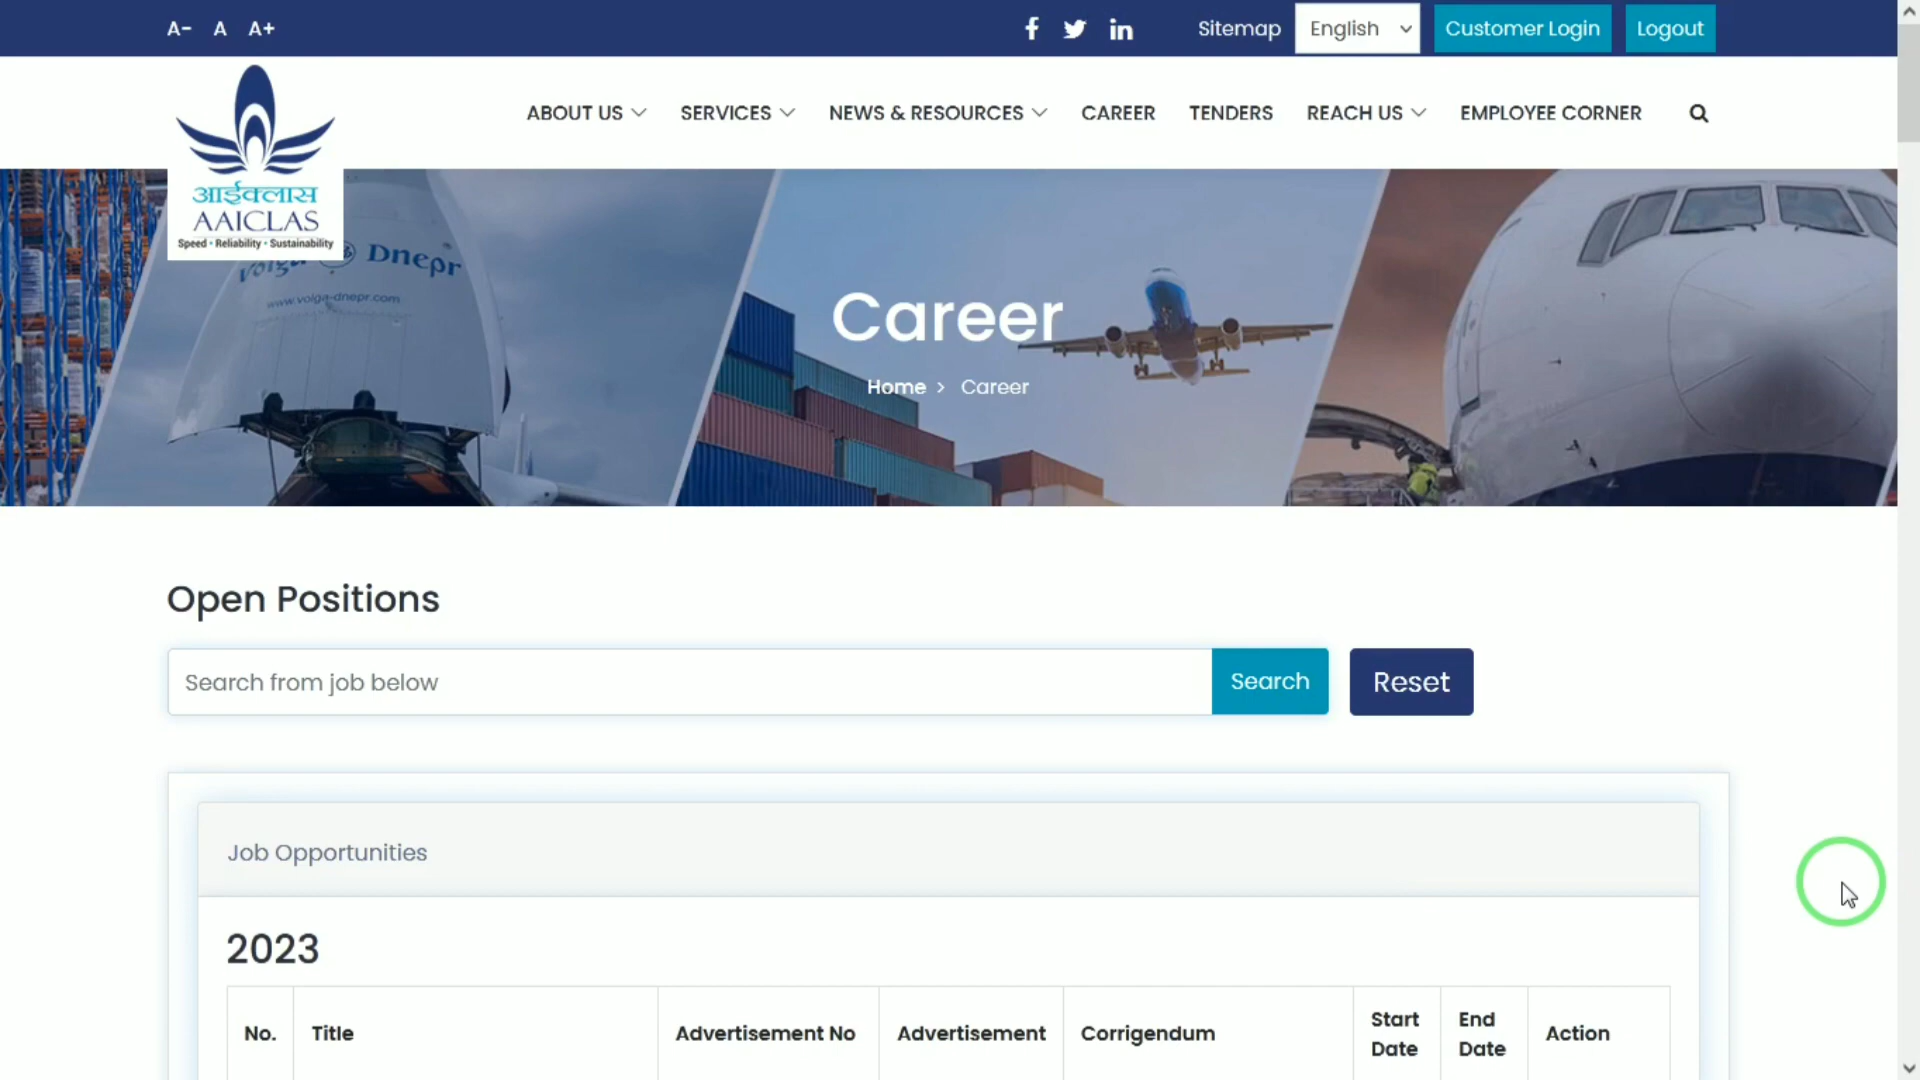 A- A A+
Sitemap English Customer Login Logout
ABOUT US SERVICES NEWS & RESOURCES CAREER TENDERS REACH US EMPLOYEE CORNER
आईक्लास
AAICLAS
Speed • Reliability • Sustainability
Volga Dnepr
www.volga-dnepr.com
Career
Home > Career
Open Positions
Search from job below Search Reset
Job Opportunities
2023
No. Title Advertisement No Advertisement Corrigendum Start Date End Date Action